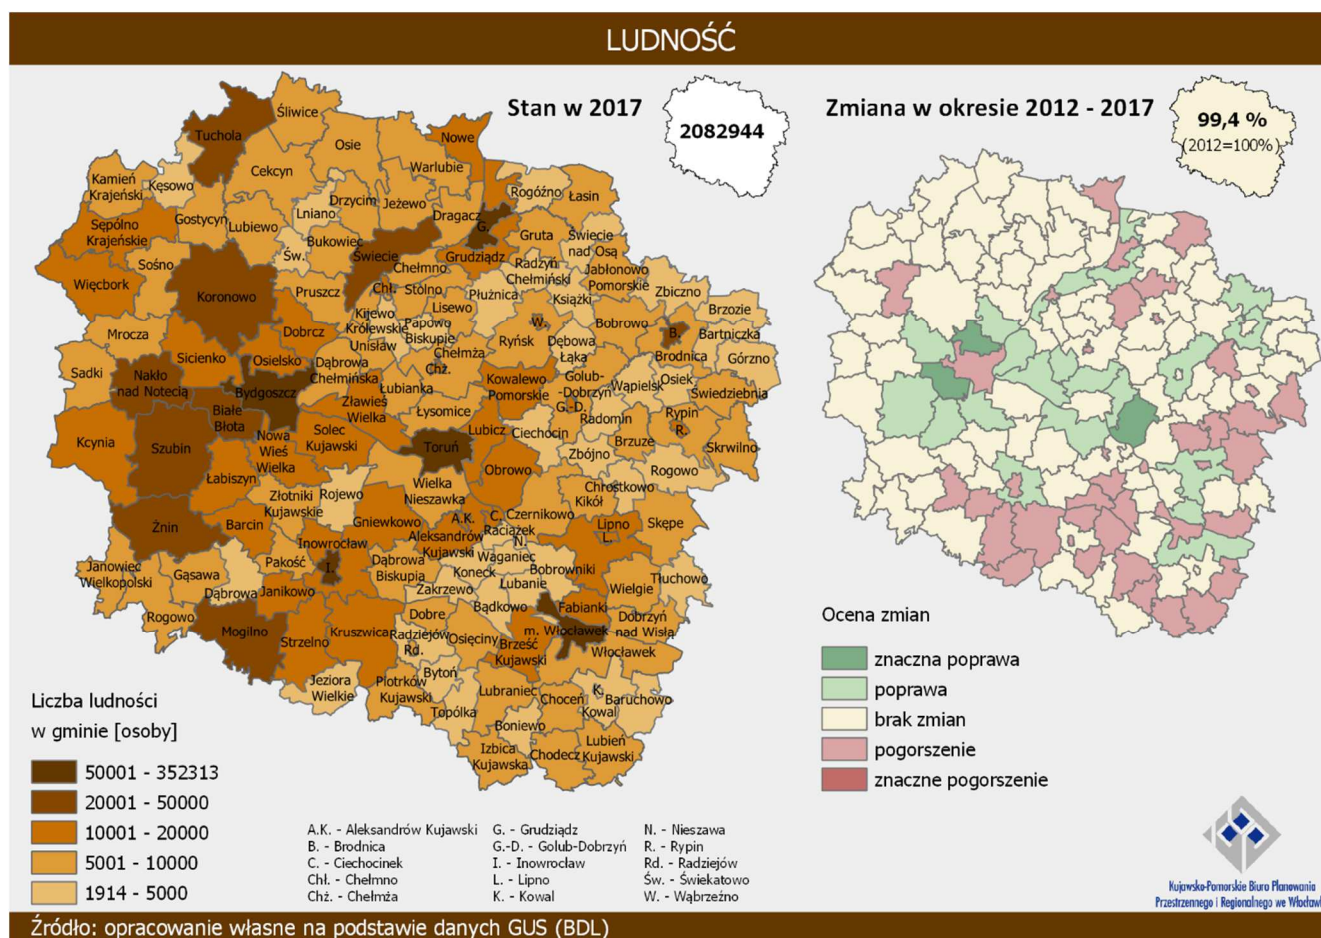 LUDNOŚĆ
Stan w 2017
2082944
Zmiana w okresie 2012 - 2017
99,4 %
(2012=100%)
Śliwice
Tuchola
Osie
Nowe
Cekcyn
Warlubie
Kamień
Krajeński
Kęsowo
Rogóźno
Łasin
Drzycim
Jeżewo
Lniano
Dragacz
Gostycyn
Lubiewo
Sępólno
Krajeńskie
G.
Gruta
Świecie
nad Osą
Bukowiec
Św.
Świecie
Grudziądz
Sośno
Chełmno
Radzyń
Chełmiński
Jabłonowo
Pomorskie
Więcbork
Koronowo
Pruszcz
Chł.
Stolno
Płużnica
Książki
Zbiczno
Lisewo
Brzozie
Kijewo
Królewskie
Papowo
Biskupie
W.
Bobrowo
B.
Bartniczka
Mrocza
Dobrcz
Unisław
Ryńsk
Dębowa
Łąka
Brodnica
Górzno
Sicienko
Osielsko
Dąbrowa
Chełmińska
Chełmża
Chż.
Sadki
Nakło
nad Notecią
Bydgoszcz
Łubianka
Kowalewo
Pomorskie
Golub-
-Dobrzyń
G.-D.
Wąpielsk
Osiek
Świedziebnia
Zławieś
Wielka
Łysomice
Białe
Błota
Radomin
Rypin
R.
Kcynia
Szubin
Nowa
Wieś
Wielka
Solec
Kujawski
Toruń
Lubicz
Ciechocin
Brzuze
Skrwilno
Zbójno
Łabiszyn
Obrowo
Rogowo
Wielka
Nieszawka
Złotniki
Kujawskie
Rojewo
Chrostkowo
Kikół
Żnin
Barcin
Gniewkowo
A.K.
C.
Czernikowo
Lipno
L.
Skępe
Inowrocław
Aleksandrów
Kujawski
Raciążek
N.
Janowiec
Wielkopolski
Gąsawa
Pakość
I.
Dąbrowa
Biskupia
Waganiec
Koneck
Bobrowniki
Tłuchowo
Dąbrowa
Janikowo
Zakrzewo
Lubanie
Wielgie
Rogowo
Bądkowo
Fabianki
Dobrzyń
nad Wisłą
Dobre
Mogilno
Strzelno
Kruszwica
Radziejów
Rd.
Osięciny
m. Włocławek
Brześć
Kujawski
Włocławek
Jeziora
Wielkie
Piotrków
Kujawski
Bytoń
Lubraniec
Choceń
K.
Kowal
Baruchowo
Topólka
Boniewo
Izbica
Kujawska
Chodecz
Lubień
Kujawski
Liczba ludności
w gminie [osoby]
50001 - 352313
20001 - 50000
10001 - 20000
5001 - 10000
1914 - 5000
A.K. - Aleksandrów Kujawski
B. - Brodnica
C. - Ciechocinek
Chł. - Chełmno
Chż. - Chełmża
G. - Grudziądz
G.-D. - Golub-Dobrzyń
I. - Inowrocław
L. - Lipno
K. - Kowal
N. - Nieszawa
R. - Rypin
Rd. - Radziejów
Św. - Świekatowo
W. - Wąbrzeźno
Ocena zmian
znaczna poprawa
poprawa
brak zmian
pogorszenie
znaczne pogorszenie
Kujawsko-Pomorskie Biuro Planowania
Przestrzennego i Regionalnego we Włocławk
Źródło: opracowanie własne na podstawie danych GUS (BDL)